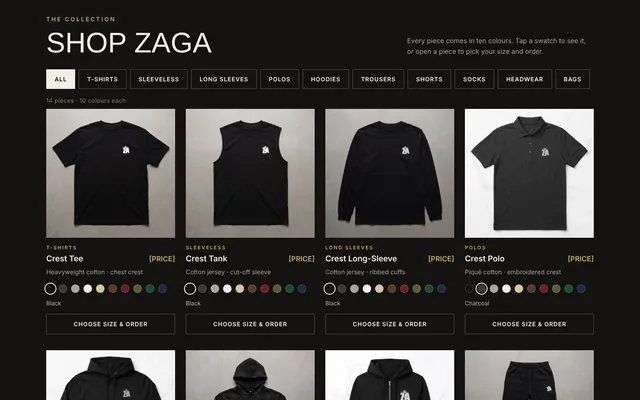 THE COLLECTION
SHOP ZAGA
Every piece comes in ten colours. Tap a swatch to see it,
or open a piece to pick your size and order.
ALL T-SHIRTS SLEEVELESS LONG SLEEVES POLOS HOODIES TROUSERS SHORTS SOCKS HEADWEAR BAGS
14 pieces · 10 colours each
T-SHIRTS
Crest Tee [PRICE]
Heavyweight cotton · chest crest
Black
CHOOSE SIZE & ORDER
SLEEVELESS
Crest Tank [PRICE]
Cotton jersey · cut-off sleeve
Black
CHOOSE SIZE & ORDER
LONG SLEEVES
Crest Long-Sleeve [PRICE]
Cotton jersey · ribbed cuffs
Black
CHOOSE SIZE & ORDER
POLOS
Crest Polo [PRICE]
Piqué cotton · embroidered crest
Charcoal
CHOOSE SIZE & ORDER